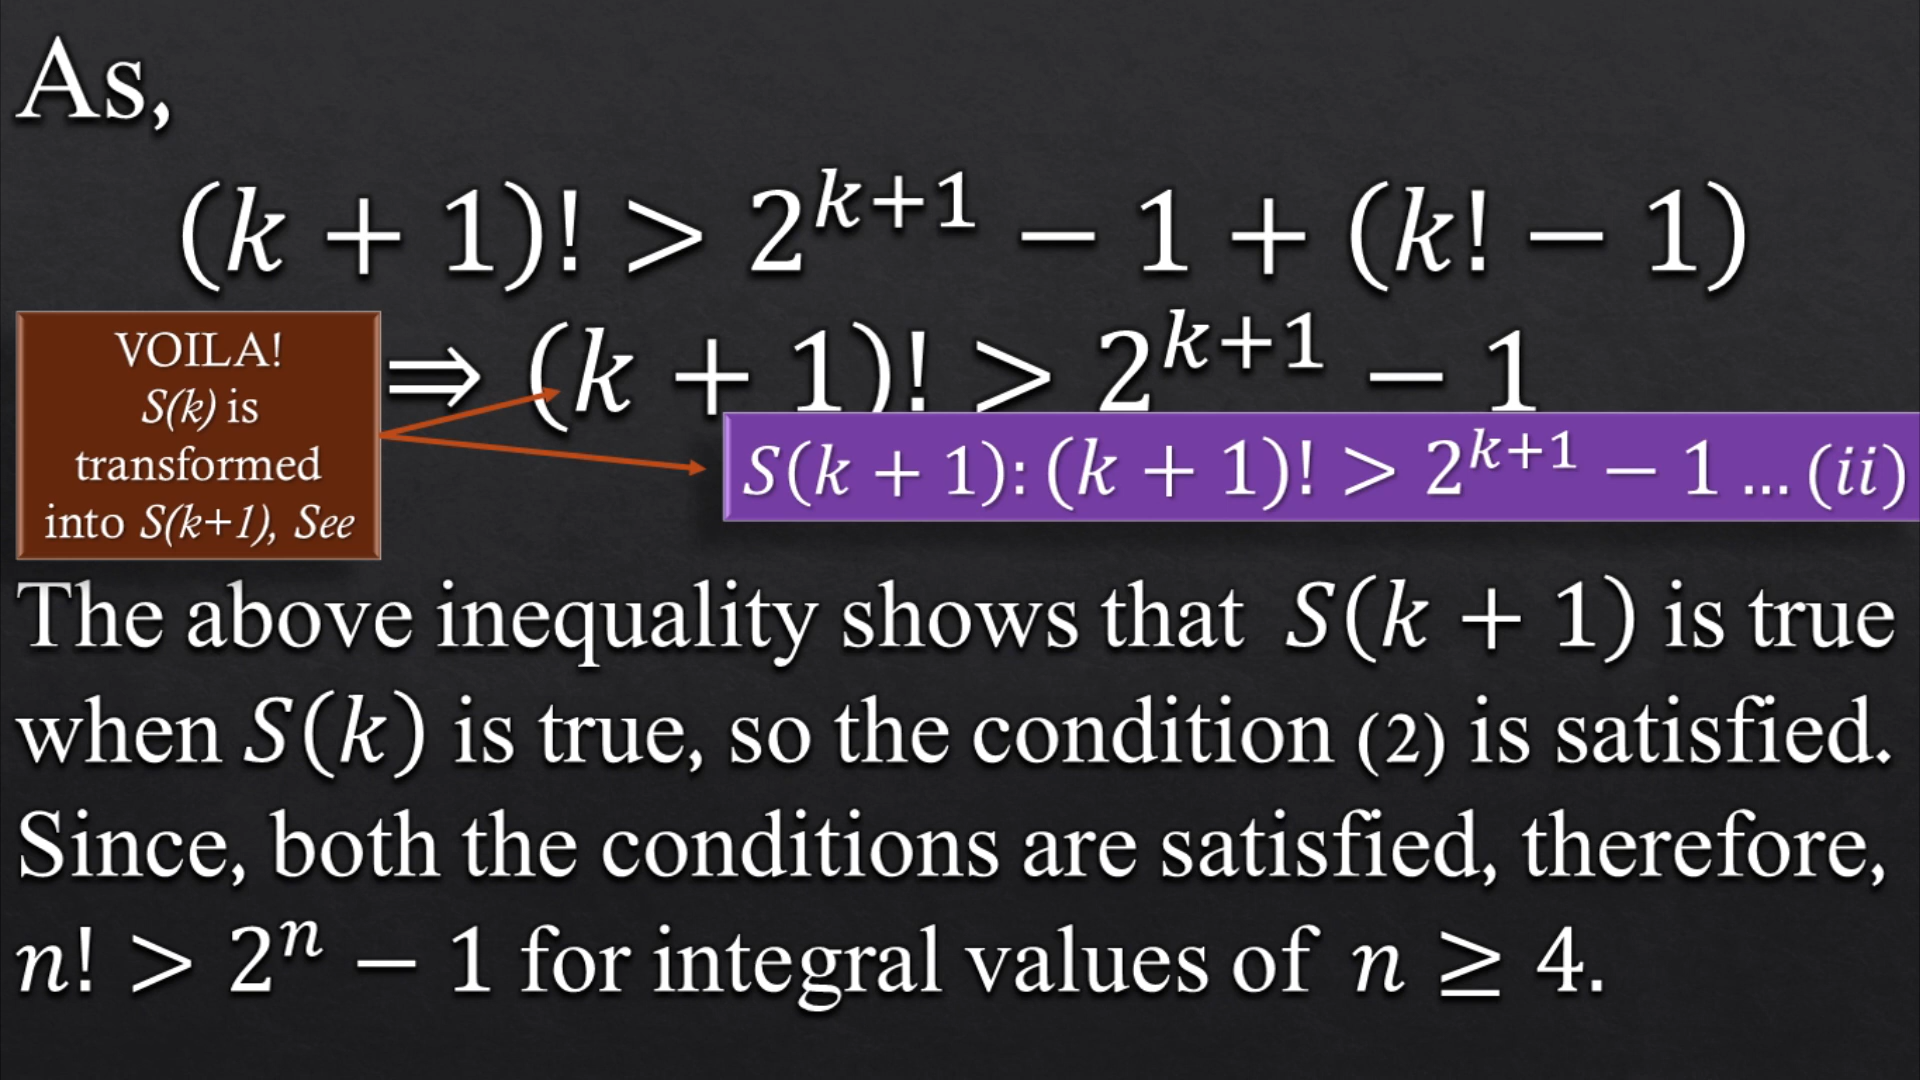 As,
(k + 1)! > 2^{k+1} − 1 + (k! − 1)
VOILA!
S(k) is
transformed
into S(k+1), See
⇒ (k + 1)! > 2^{k+1} − 1
S(k + 1): (k + 1)! > 2^{k+1} − 1 ... (ii)
The above inequality shows that S(k + 1) is true
when S(k) is true, so the condition (2) is satisfied.
Since, both the conditions are satisfied, therefore,
n! > 2^n − 1 for integral values of n ≥ 4.